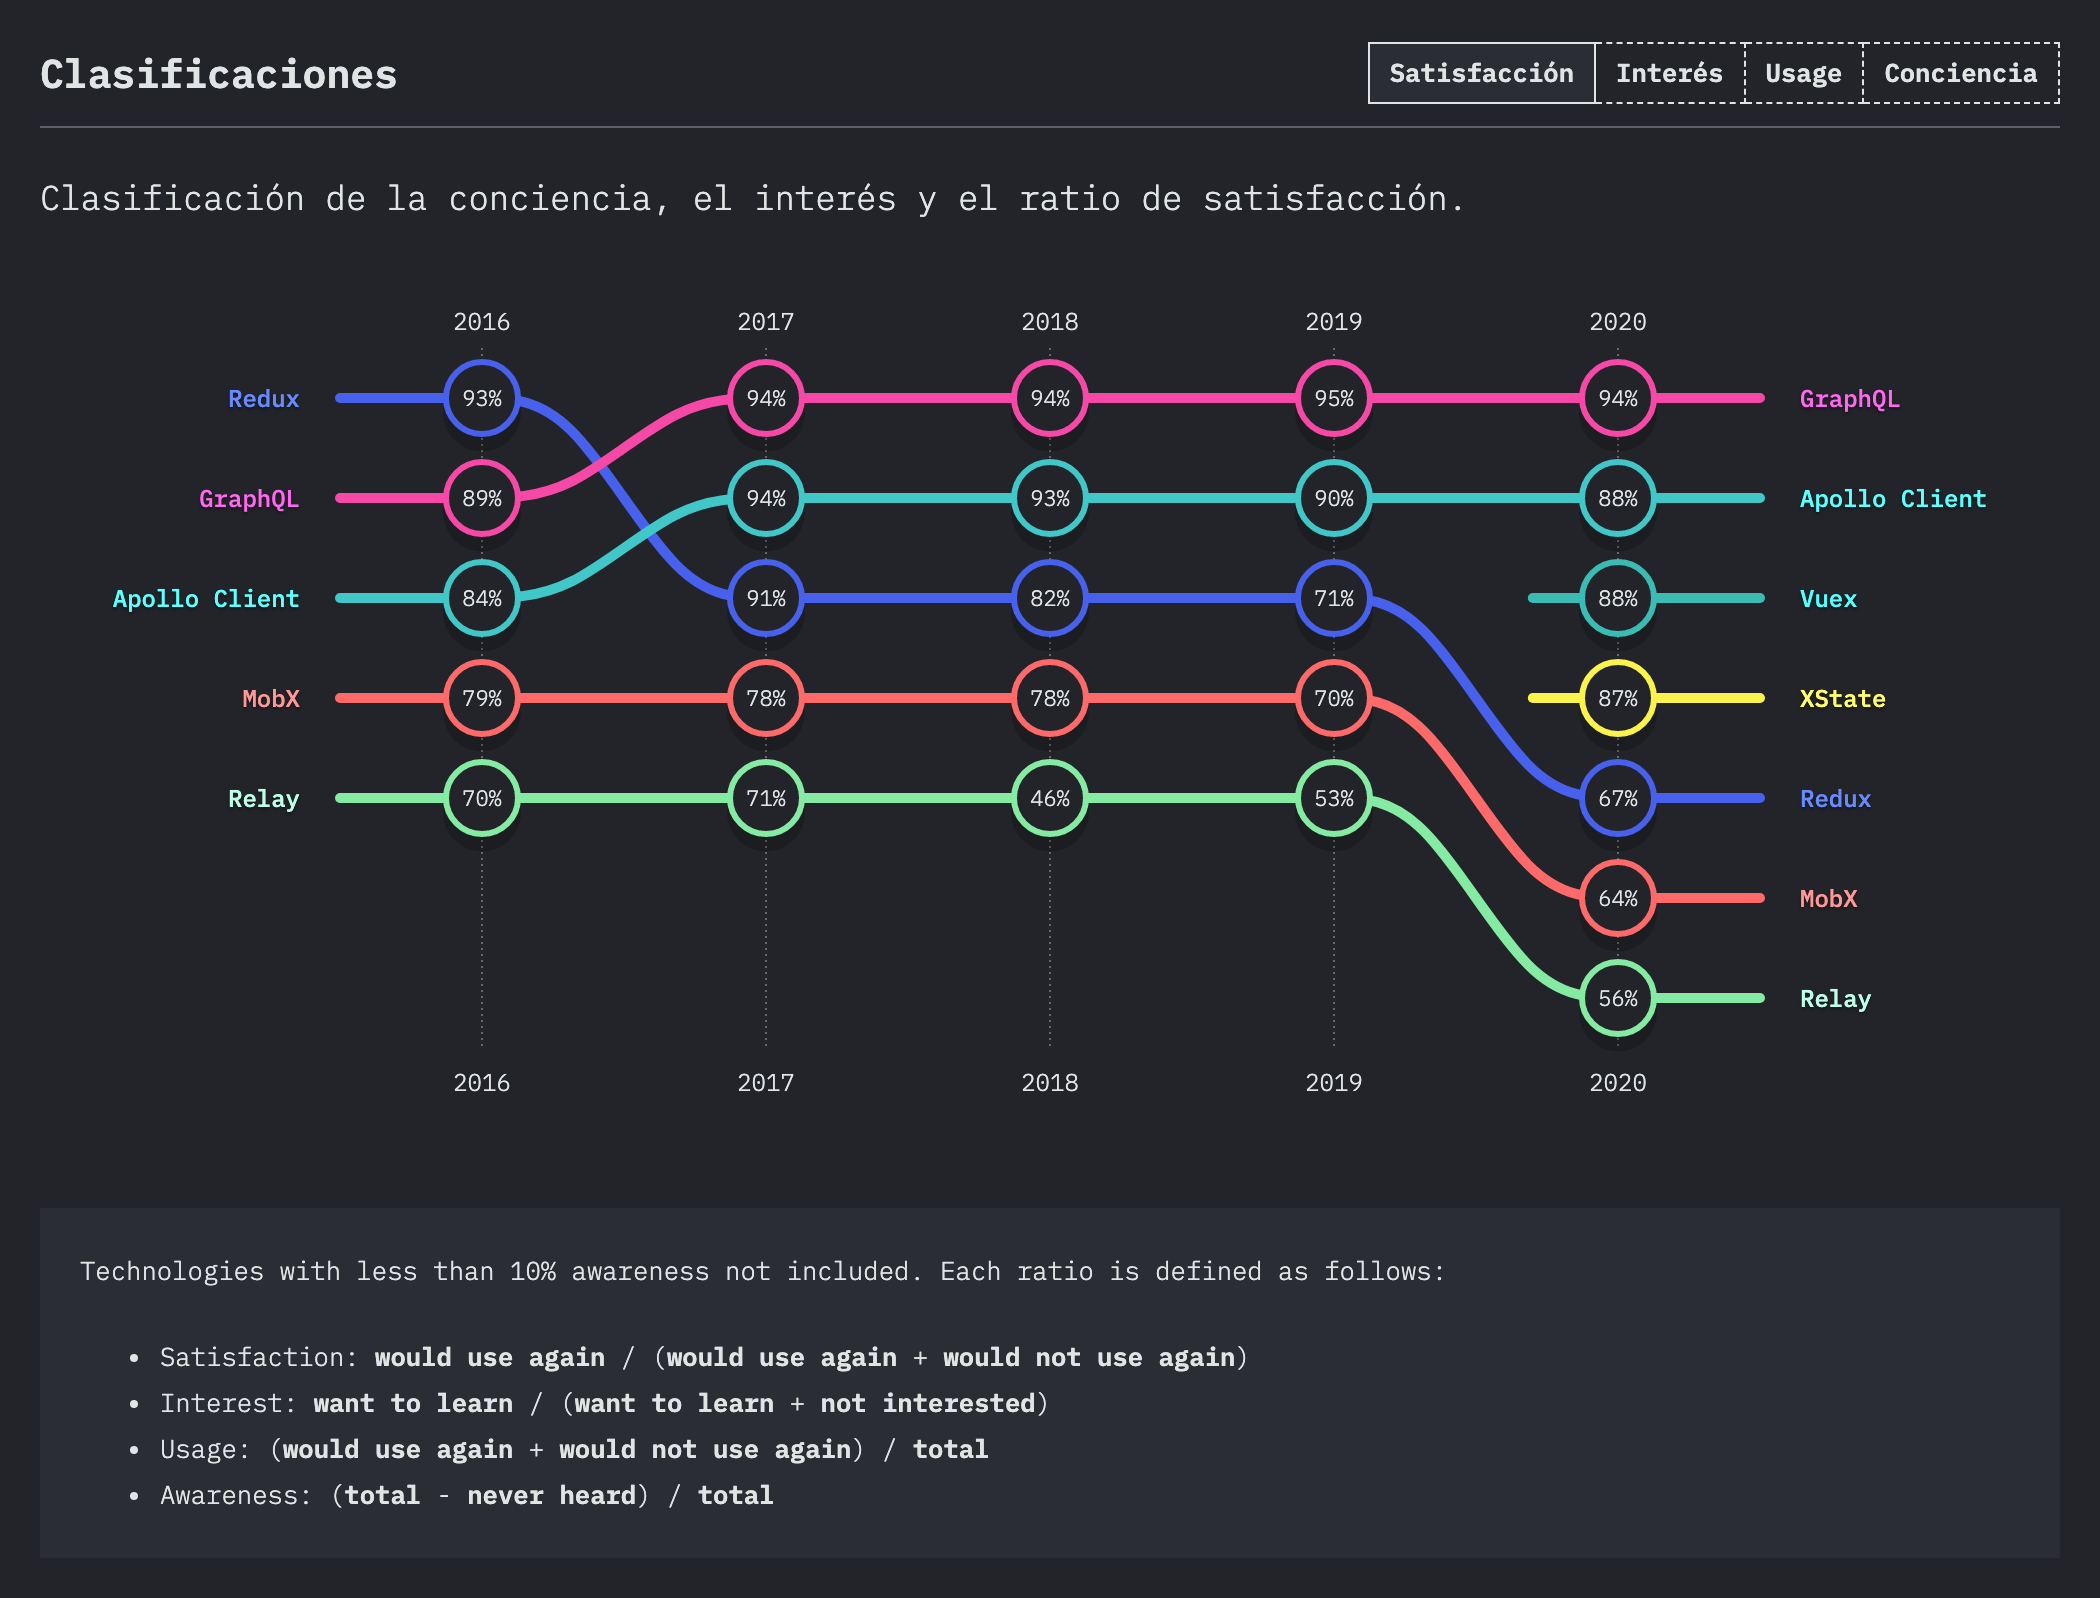 Clasificaciones
Satisfacción Interés Usage Conciencia
Clasificación de la conciencia, el interés y el ratio de satisfacción.
2016 2017 2018 2019 2020
Redux 93% 94% 94% 95% 94% GraphQL
GraphQL 89% 94% 93% 90% 88% Apollo Client
Apollo Client 84% 91% 82% 71% 88% Vuex
MobX 79% 78% 78% 70% 87% XState
Relay 70% 71% 46% 53% 67% Redux
64% MobX
56% Relay
2016 2017 2018 2019 2020
Technologies with less than 10% awareness not included. Each ratio is defined as follows:
• Satisfaction: would use again / (would use again + would not use again)
• Interest: want to learn / (want to learn + not interested)
• Usage: (would use again + would not use again) / total
• Awareness: (total - never heard) / total